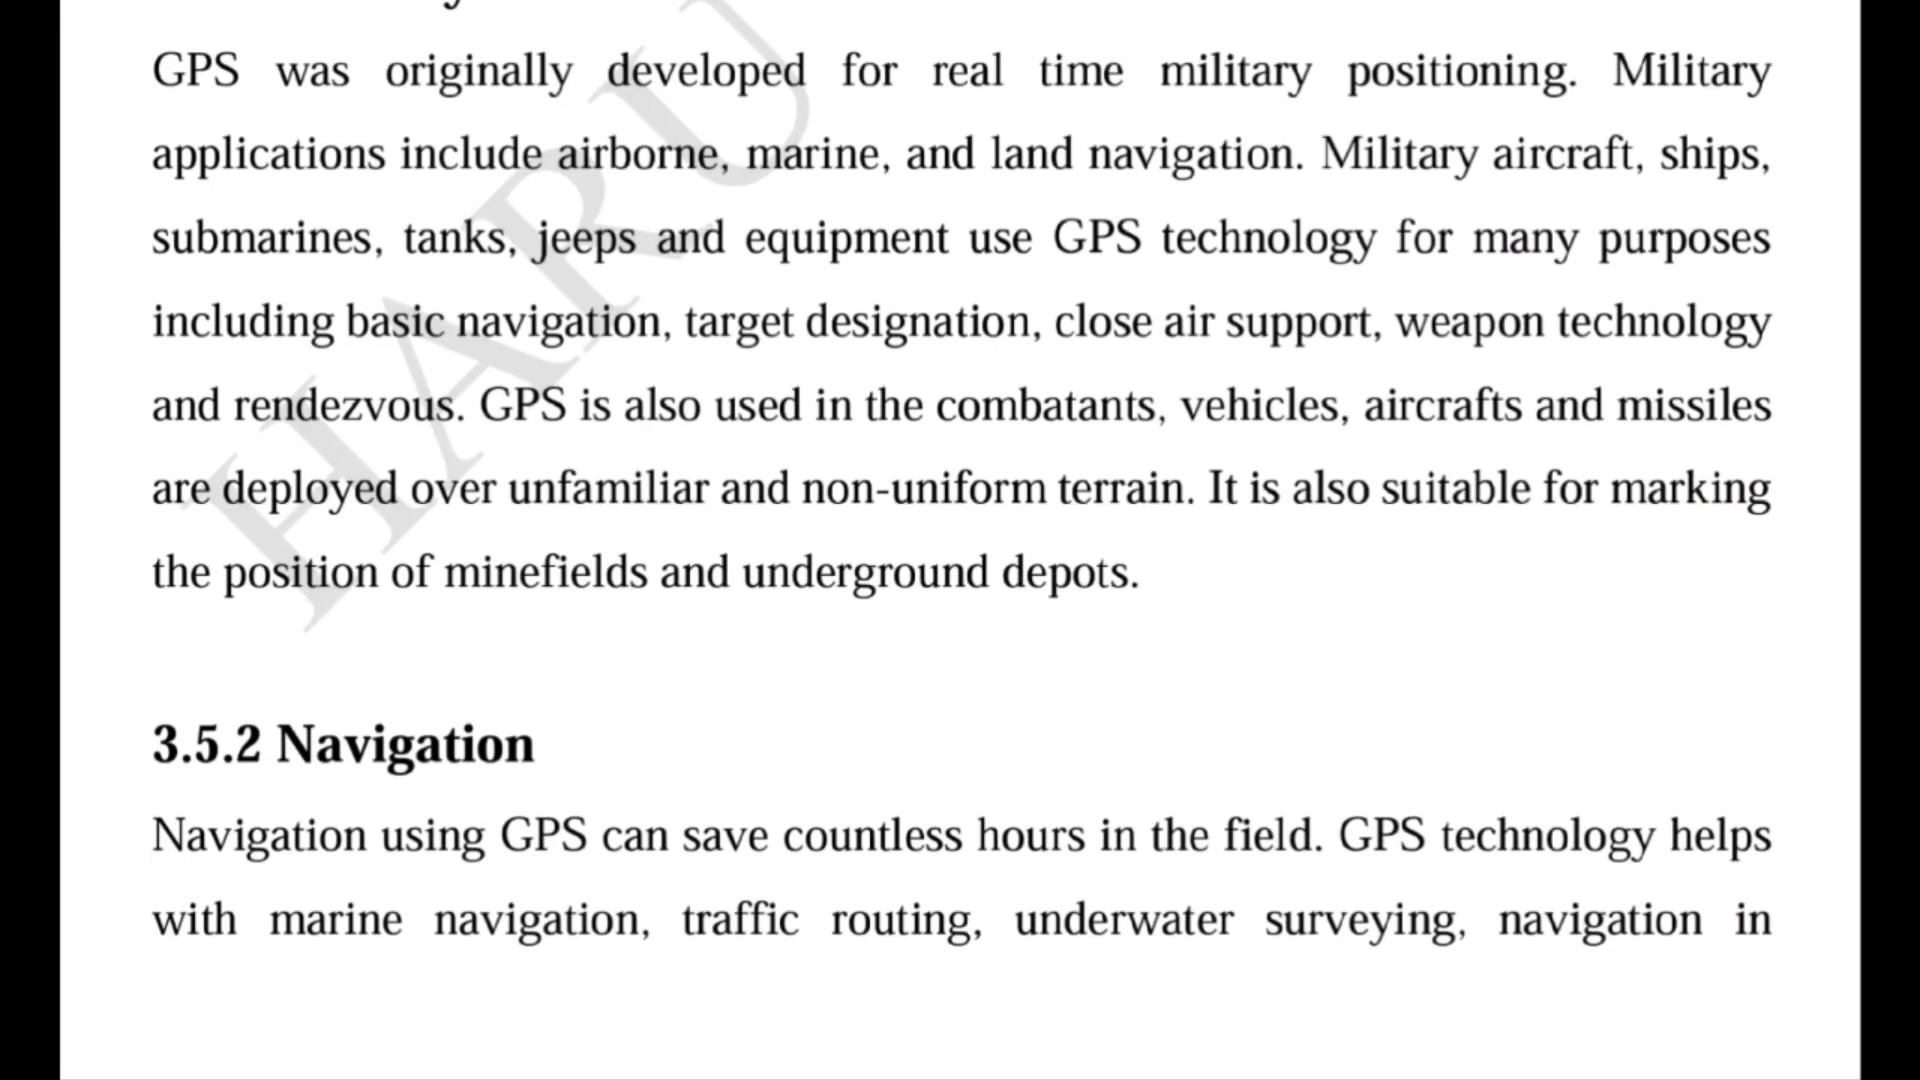 GPS was originally developed for real time military positioning. Military
applications include airborne, marine, and land navigation. Military aircraft, ships,
submarines, tanks, jeeps and equipment use GPS technology for many purposes
including basic navigation, target designation, close air support, weapon technology
and rendezvous. GPS is also used in the combatants, vehicles, aircrafts and missiles
are deployed over unfamiliar and non-uniform terrain. It is also suitable for marking
the position of minefields and underground depots.
3.5.2 Navigation
Navigation using GPS can save countless hours in the field. GPS technology helps
with marine navigation, traffic routing, underwater surveying, navigation in
HARU